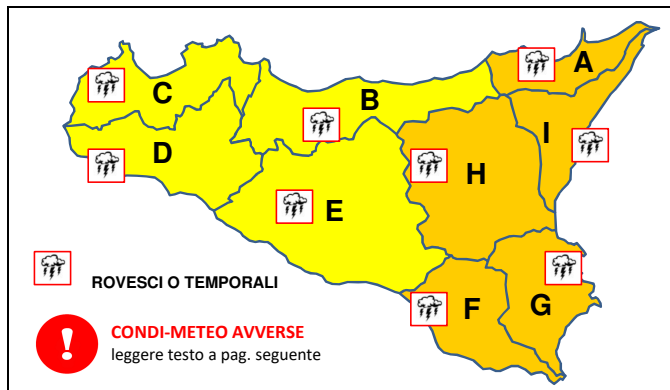 A
C
B
I
D
H
E
F
G
ROVESCI O TEMPORALI
!
CONDI-METEO AVVERSE
leggere testo a pag. seguente